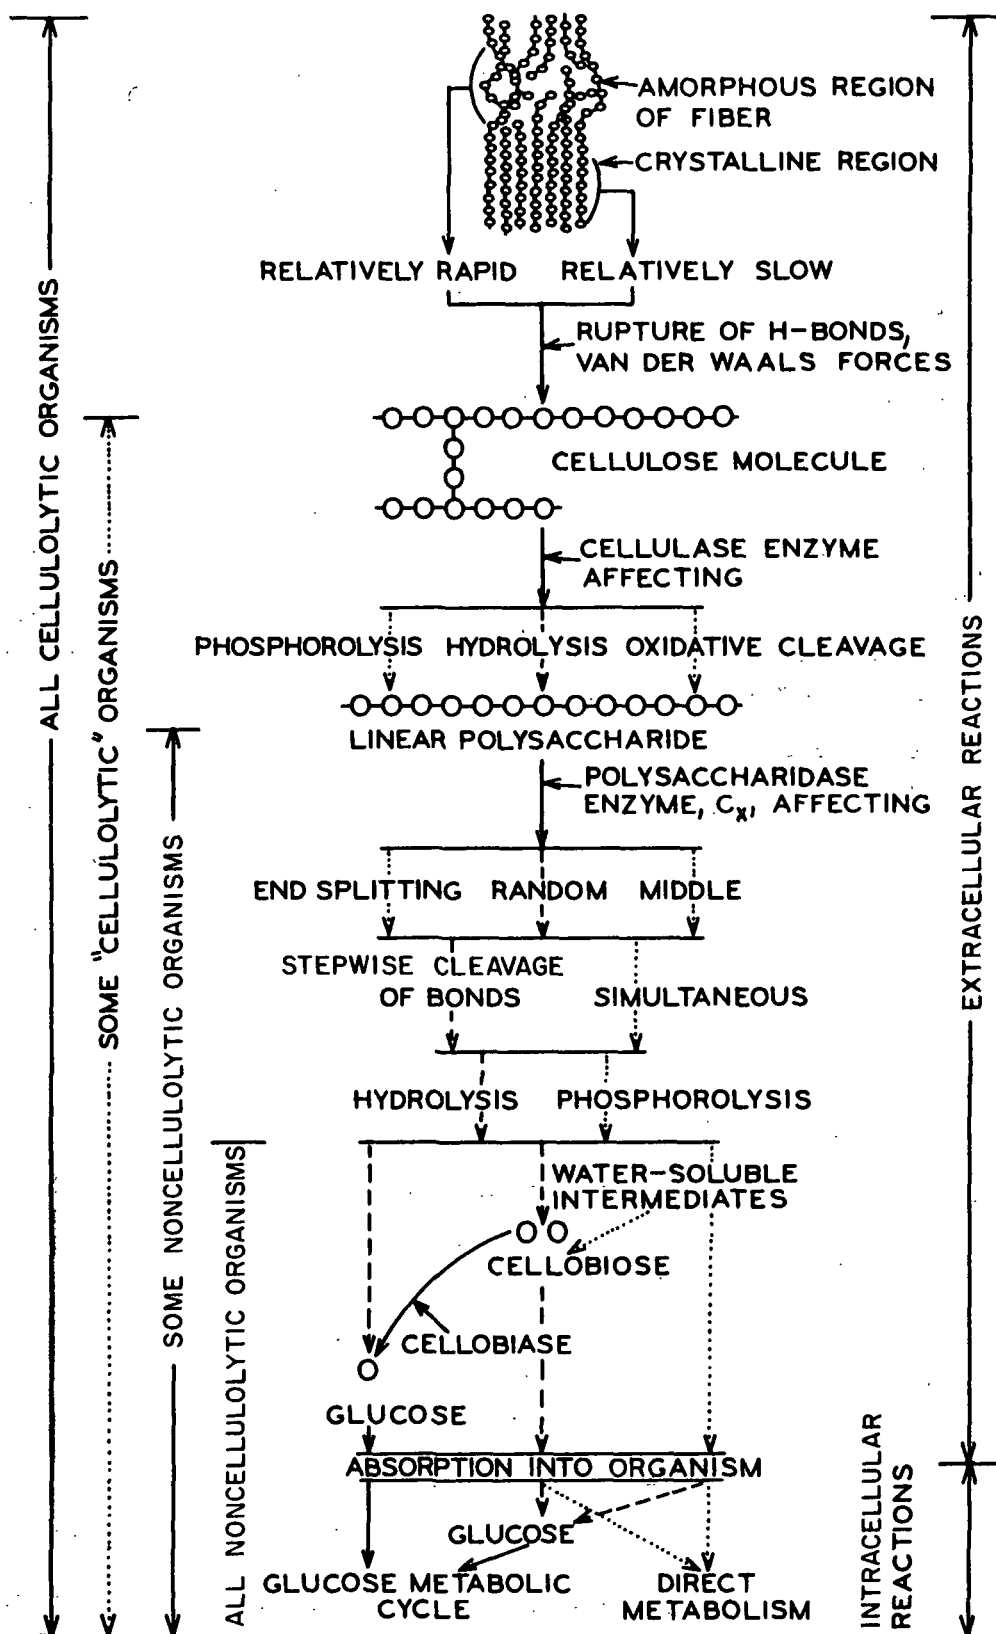 AMORPHOUS REGION
OF FIBER
CRYSTALLINE REGION
RELATIVELY RAPID
RELATIVELY SLOW
RUPTURE OF H-BONDS,
VAN DER WAALS FORCES
CELLULOSE MOLECULE
CELLULASE ENZYME
AFFECTING
PHOSPHOROLYSIS
HYDROLYSIS
OXIDATIVE CLEAVAGE
LINEAR POLYSACCHARIDE
POLYSACCHARIDASE
ENZYME, Cx, AFFECTING
END SPLITTING
RANDOM
MIDDLE
STEPWISE CLEAVAGE
OF BONDS
SIMULTANEOUS
HYDROLYSIS
PHOSPHOROLYSIS
WATER-SOLUBLE
INTERMEDIATES
CELLOBIOSE
CELLOBIASE
GLUCOSE
ABSORPTION INTO ORGANISM
GLUCOSE
GLUCOSE METABOLIC
CYCLE
DIRECT
METABOLISM
ALL CELLULOLYTIC ORGANISMS
SOME "CELLULOLYTIC" ORGANISMS
SOME NONCELLULOLYTIC ORGANISMS
ALL NONCELLULOLYTIC ORGANISMS
EXTRACELLULAR REACTIONS
INTRACELLULAR
REACTIONS